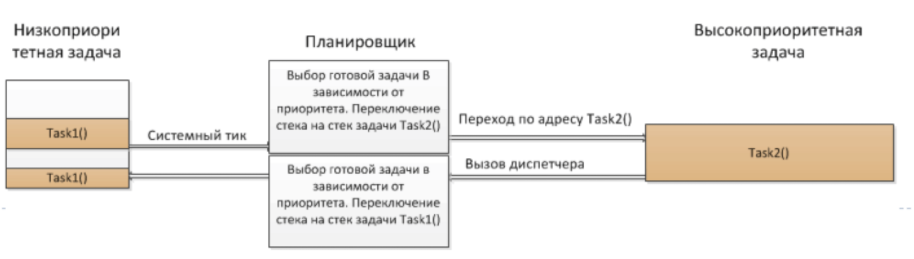 Низкоприори
тетная задача
Планировщик
Высокоприоритетная
задача
Выбор готовой задачи В
зависимости от
приоритета. Переключение
стека на стек задачи Task2()
Task1()
Системный тик
Переход по адресу Task2()
Task2()
Вызов диспетчера
Task1()
Выбор готовой задачи в
зависимости от
приоритета. Переключение
стека на стек задачи Task1()